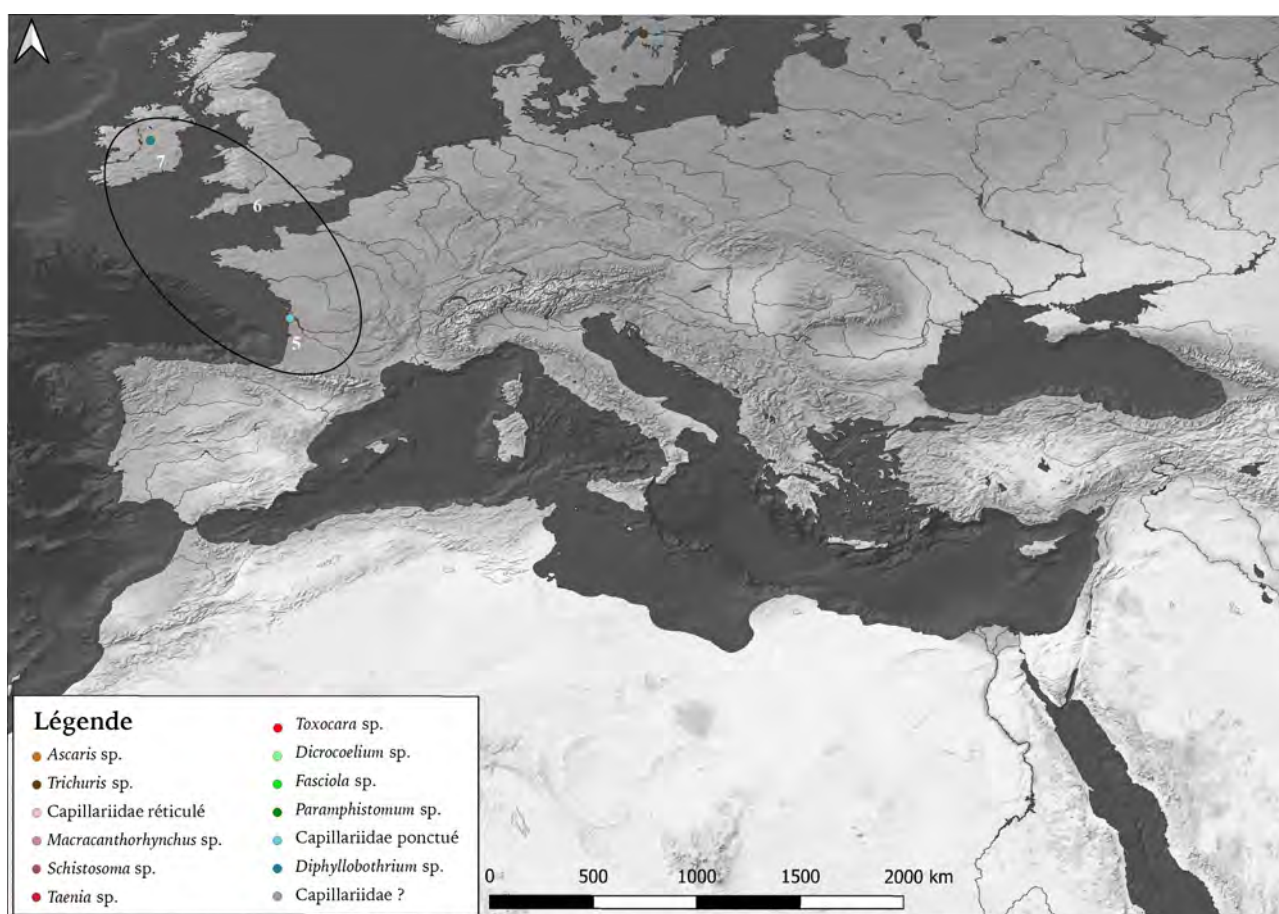 7
6
5
Légende
Ascaris sp.
Trichuris sp.
Capillariidae réticulé
Macracanthorhynchus sp.
Schistosoma sp.
Taenia sp.
Toxocara sp.
Dicrocoelium sp.
Fasciola sp.
Paramphistomum sp.
Capillariidae ponctué
Diphyllobothrium sp.
Capillariidae ?
0 500 1000 1500 2000 km